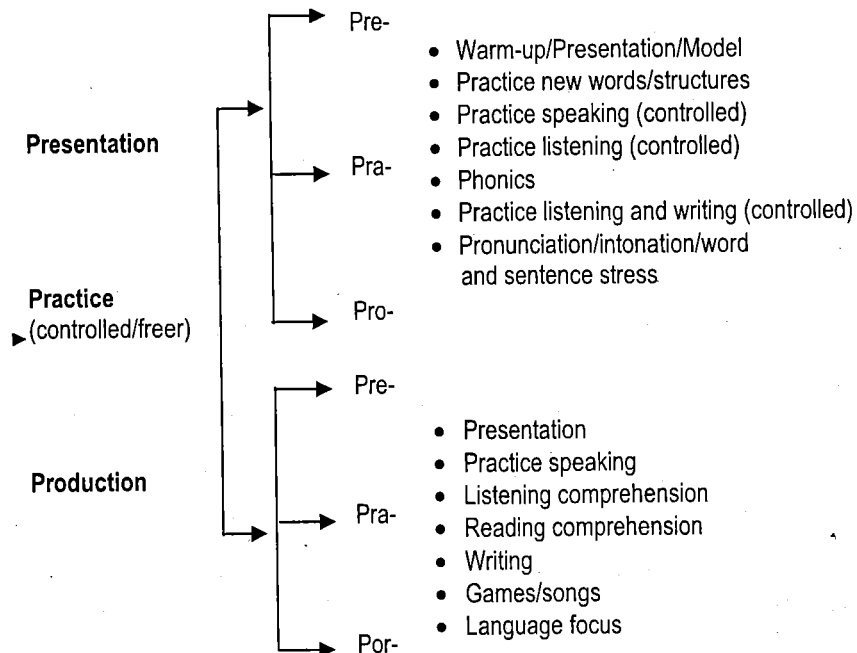 Pre-
• Warm-up/Presentation/Model
• Practice new words/structures
• Practice speaking (controlled)
Presentation
• Practice listening (controlled)
Pra-
• Phonics
• Practice listening and writing (controlled)
• Pronunciation/intonation/word
and sentence stress
Practice
(controlled/freer)
Pro-
Pre-
• Presentation
• Practice speaking
Production
• Listening comprehension
Pra-
• Reading comprehension
• Writing
• Games/songs
• Language focus
Por-